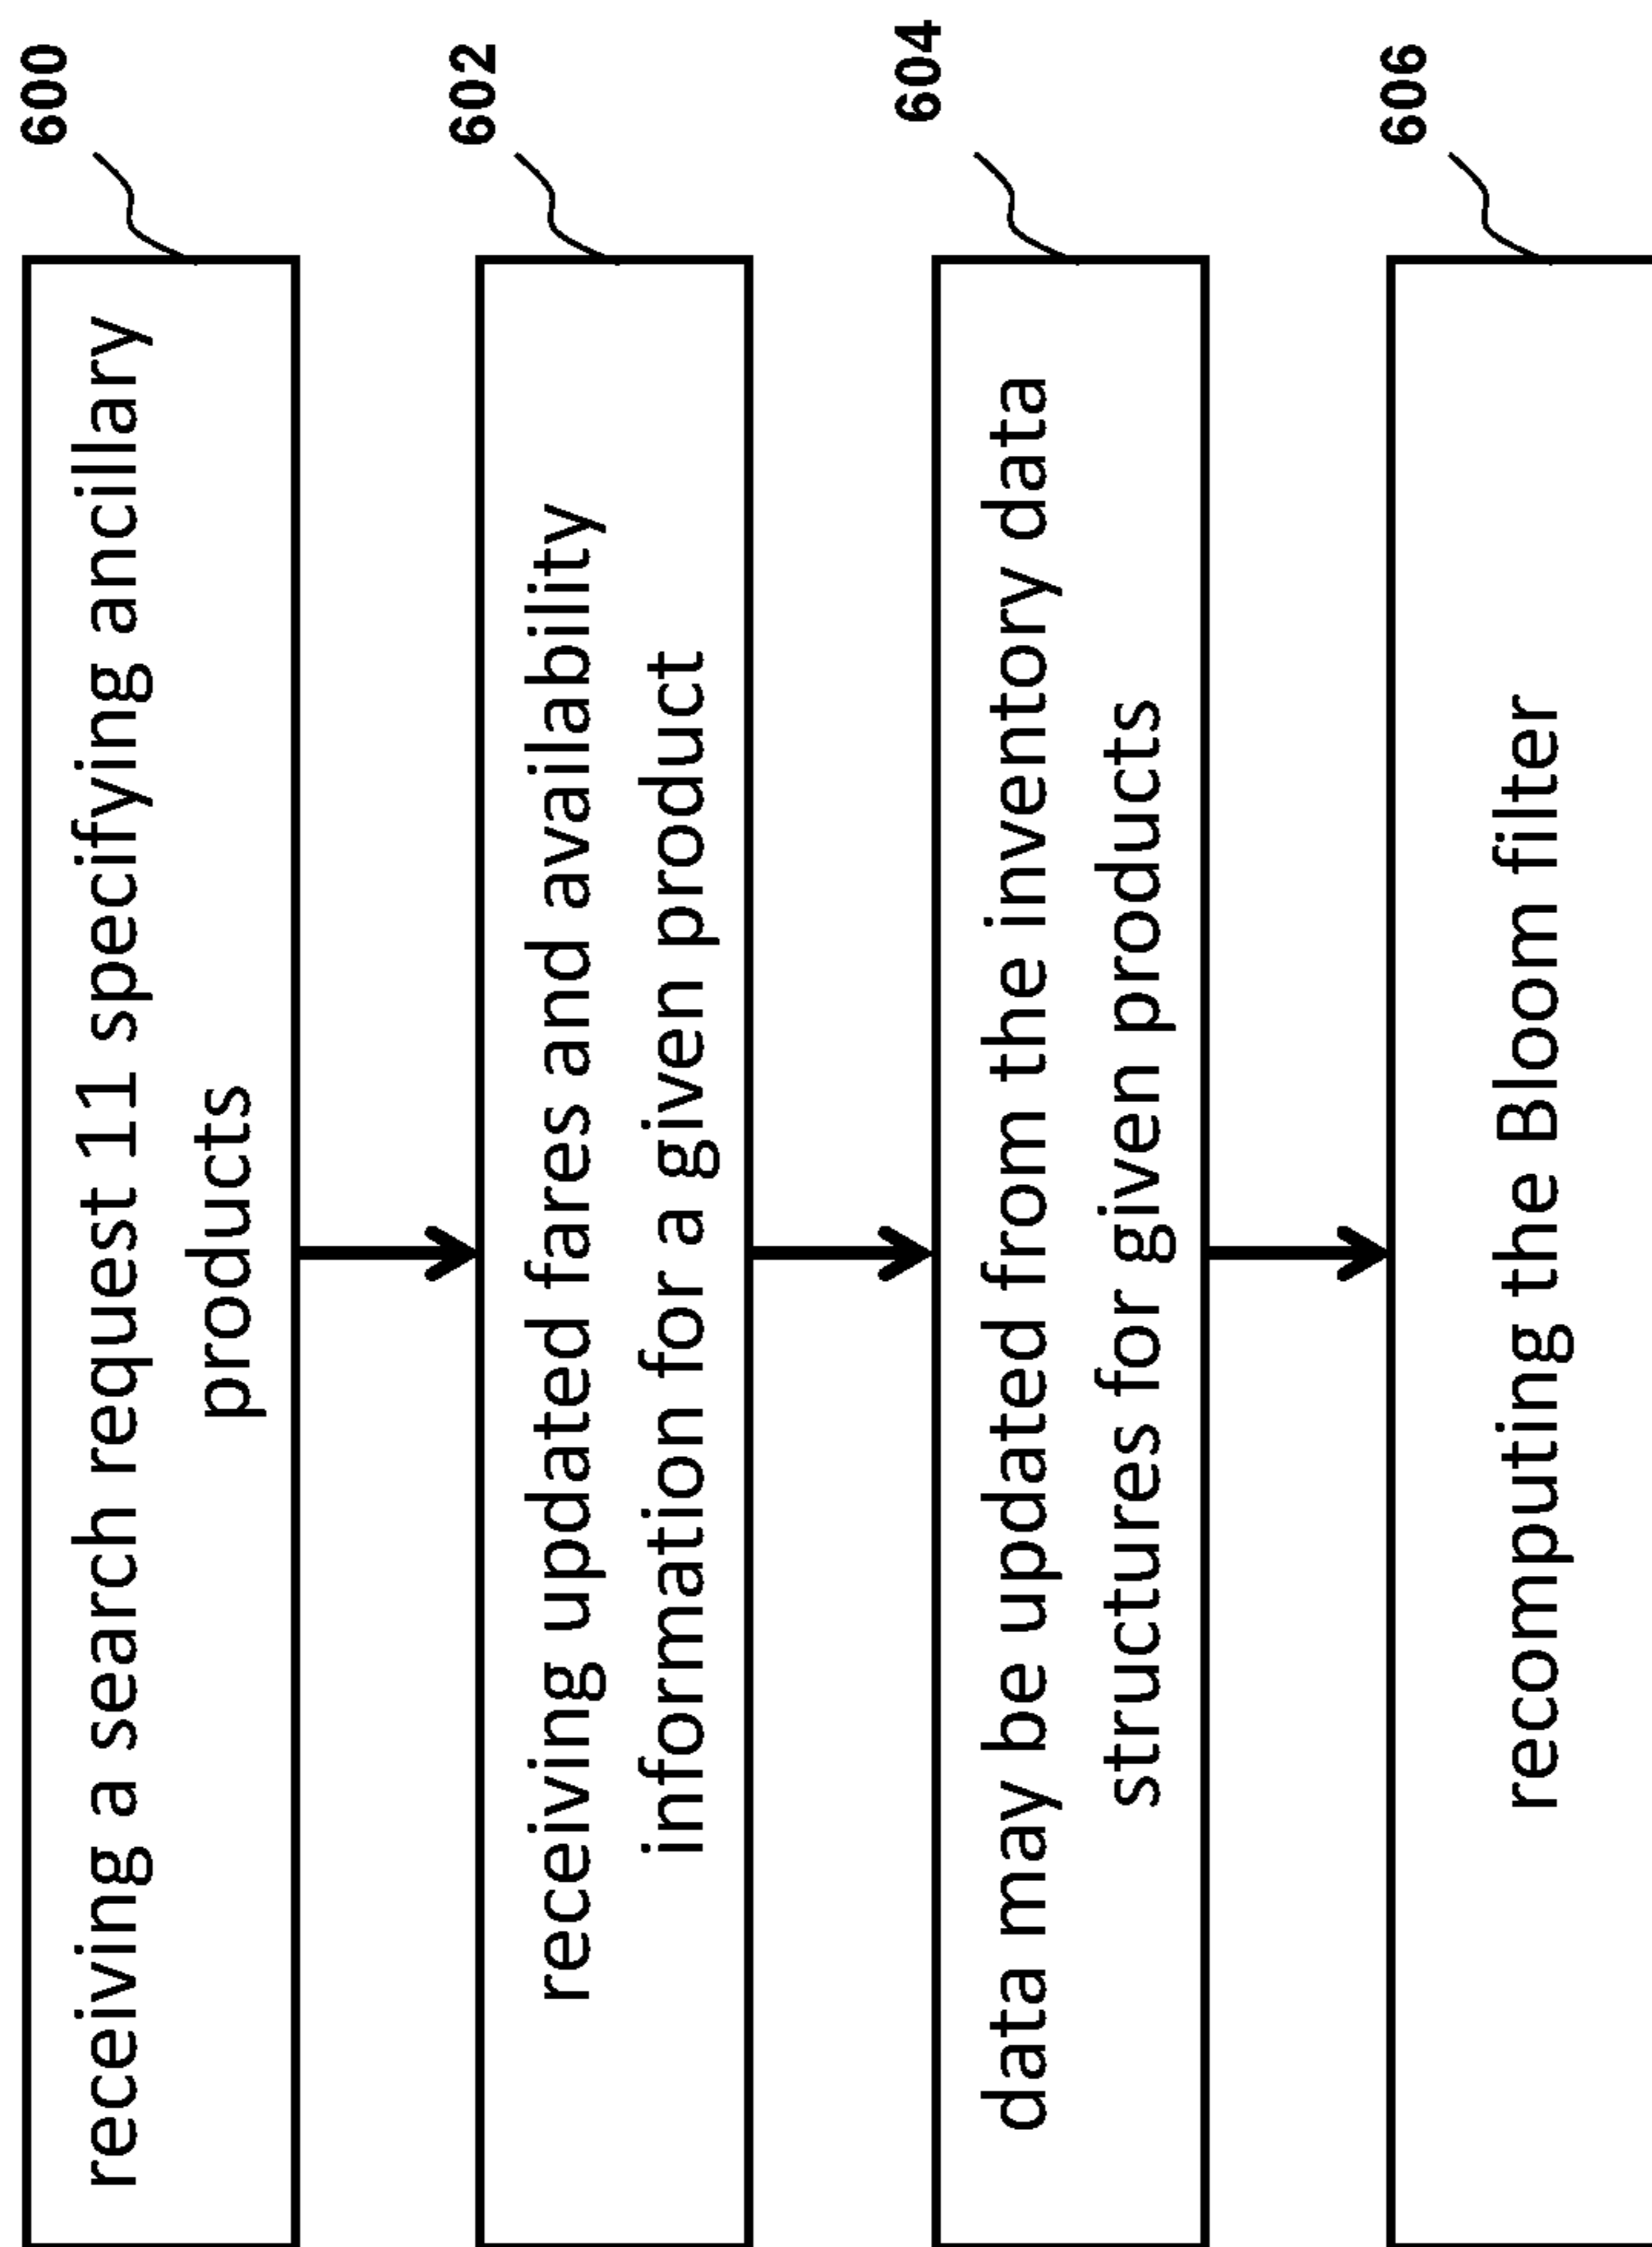 600
receiving a search request 11 specifying ancillary
products
602
receiving updated fares and availability
information for a given product
604
data may be updated from the inventory data
structures for given products
606
recomputing the Bloom filter